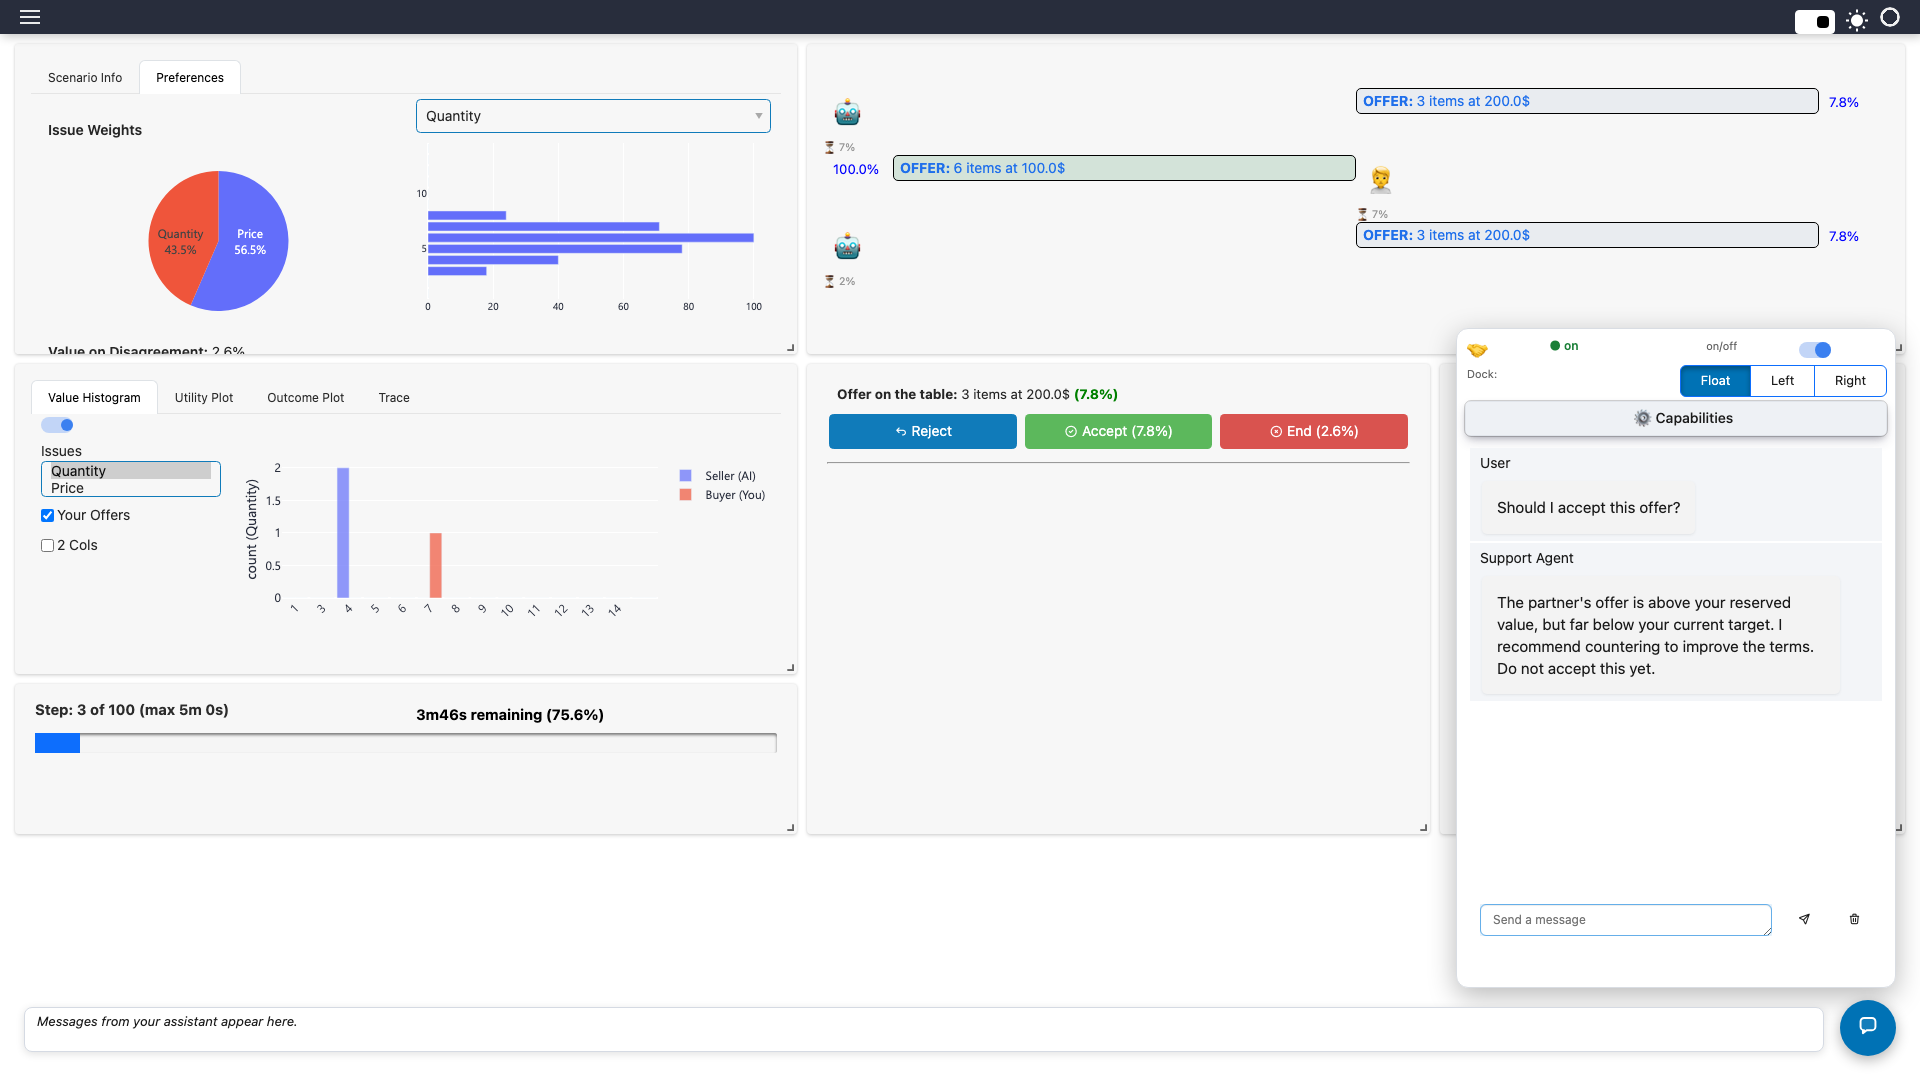 Scenario Info
Preferences
Issue Weights
Quantity
Quantity
43.5%
Price
56.5%
10
5
0
20
40
60
80
100
Value on Disagreement: 2.6%
OFFER: 3 items at 200.0$
7.8%
7%
100.0%
OFFER: 6 items at 100.0$
7%
OFFER: 3 items at 200.0$
7.8%
2%
Value Histogram
Utility Plot
Outcome Plot
Trace
Issues
Quantity
Price
Your Offers
2 Cols
count (Quantity)
2
1.5
1
0.5
0
1
3
4
5
6
7
8
9
10
11
12
13
14
Seller (AI)
Buyer (You)
Step: 3 of 100 (max 5m 0s)
3m46s remaining (75.6%)
Offer on the table: 3 items at 200.0$ (7.8%)
Reject
Accept (7.8%)
End (2.6%)
on
on/off
Dock:
Float
Left
Right
Capabilities
User
Should I accept this offer?
Support Agent
The partner's offer is above your reserved
value, but far below your current target. I
recommend countering to improve the terms.
Do not accept this yet.
Send a message
Messages from your assistant appear here.